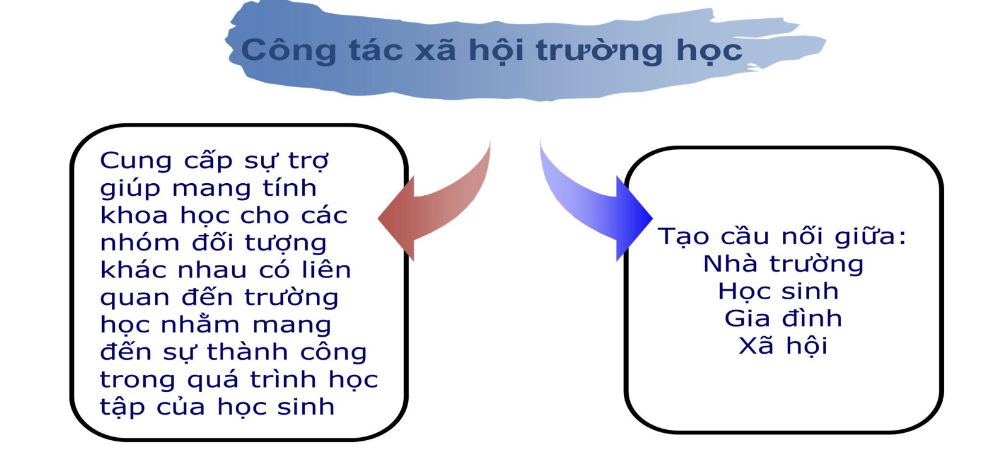 Công tác xã hội trường học
Cung cấp sự trợ
giúp mang tính
khoa học cho các
nhóm đối tượng
khác nhau có liên
quan đến trường
học nhằm mang
đến sự thành công
trong quá trình học
tập của học sinh
Tạo cầu nối giữa:
Nhà trường
Học sinh
Gia đình
Xã hội